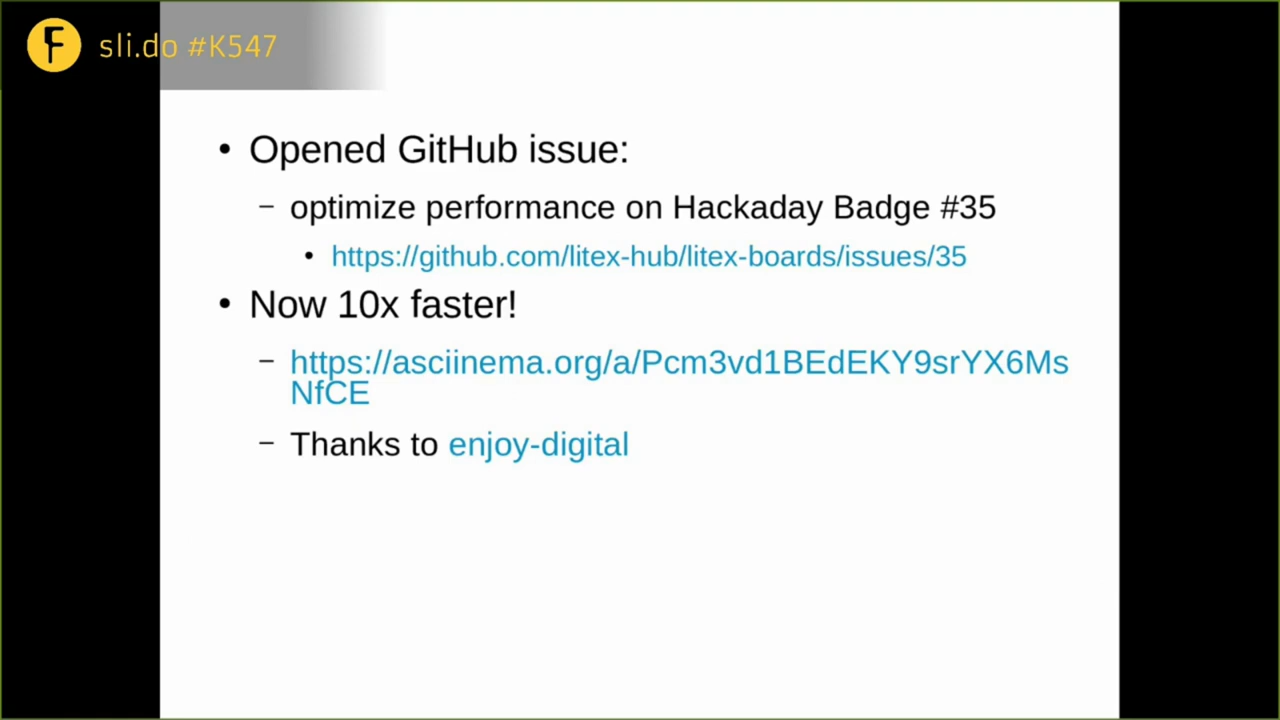 sli.do #K547
• Opened GitHub issue:
– optimize performance on Hackaday Badge #35
• https://github.com/litex-hub/litex-boards/issues/35
• Now 10x faster!
– https://asciinema.org/a/Pcm3vd1BEdEKY9srYX6Ms
NfCE
– Thanks to enjoy-digital